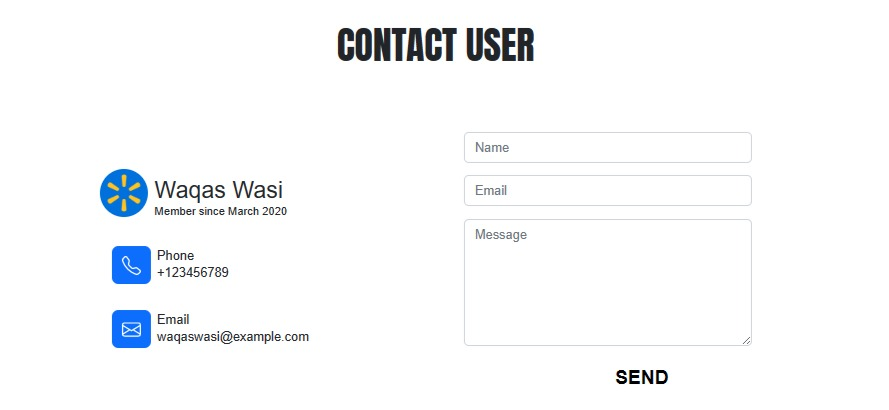 CONTACT USER
Waqas Wasi
Member since March 2020
Phone
+123456789
Email
waqaswasi@example.com
Name
Email
Message
SEND